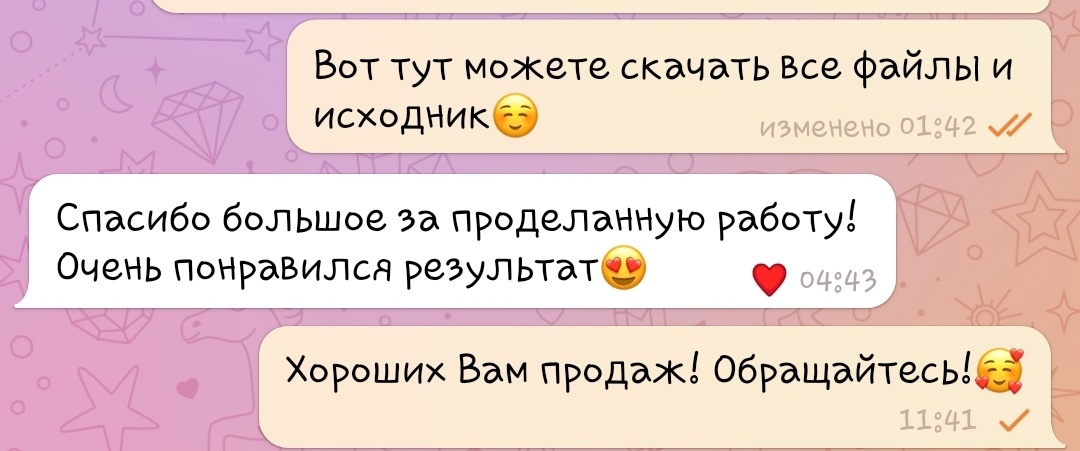 Вот тут можете скачать все файлы и
исходник☺️
изменено 01:42
Спасибо большое за проделанную работу!
Очень понравился результат😍
❤️ 04:43
Хороших Вам продаж! Обращайтесь!🥰
11:41